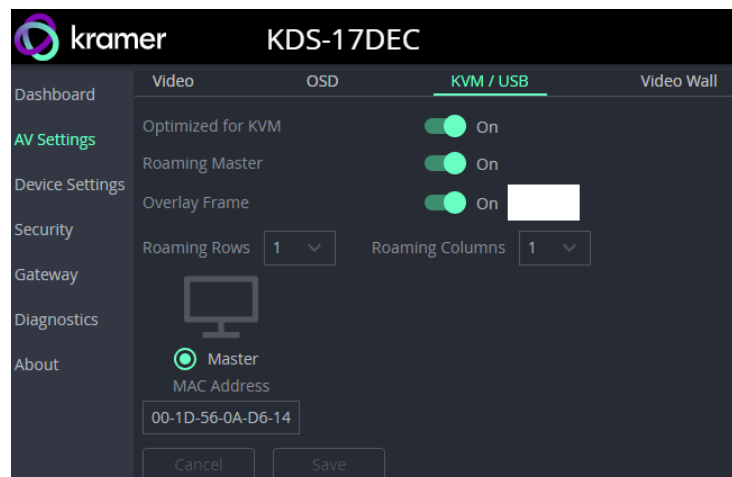 kramer KDS-17DEC
Video OSD KVM / USB Video Wall
Dashboard
Optimized for KVM On
AV Settings
Roaming Master On
Device Settings
Overlay Frame On
Security
Roaming Rows 1 Roaming Columns 1
Gateway
Diagnostics
About
Master
MAC Address
00-1D-56-0A-D6-14
Cancel Save